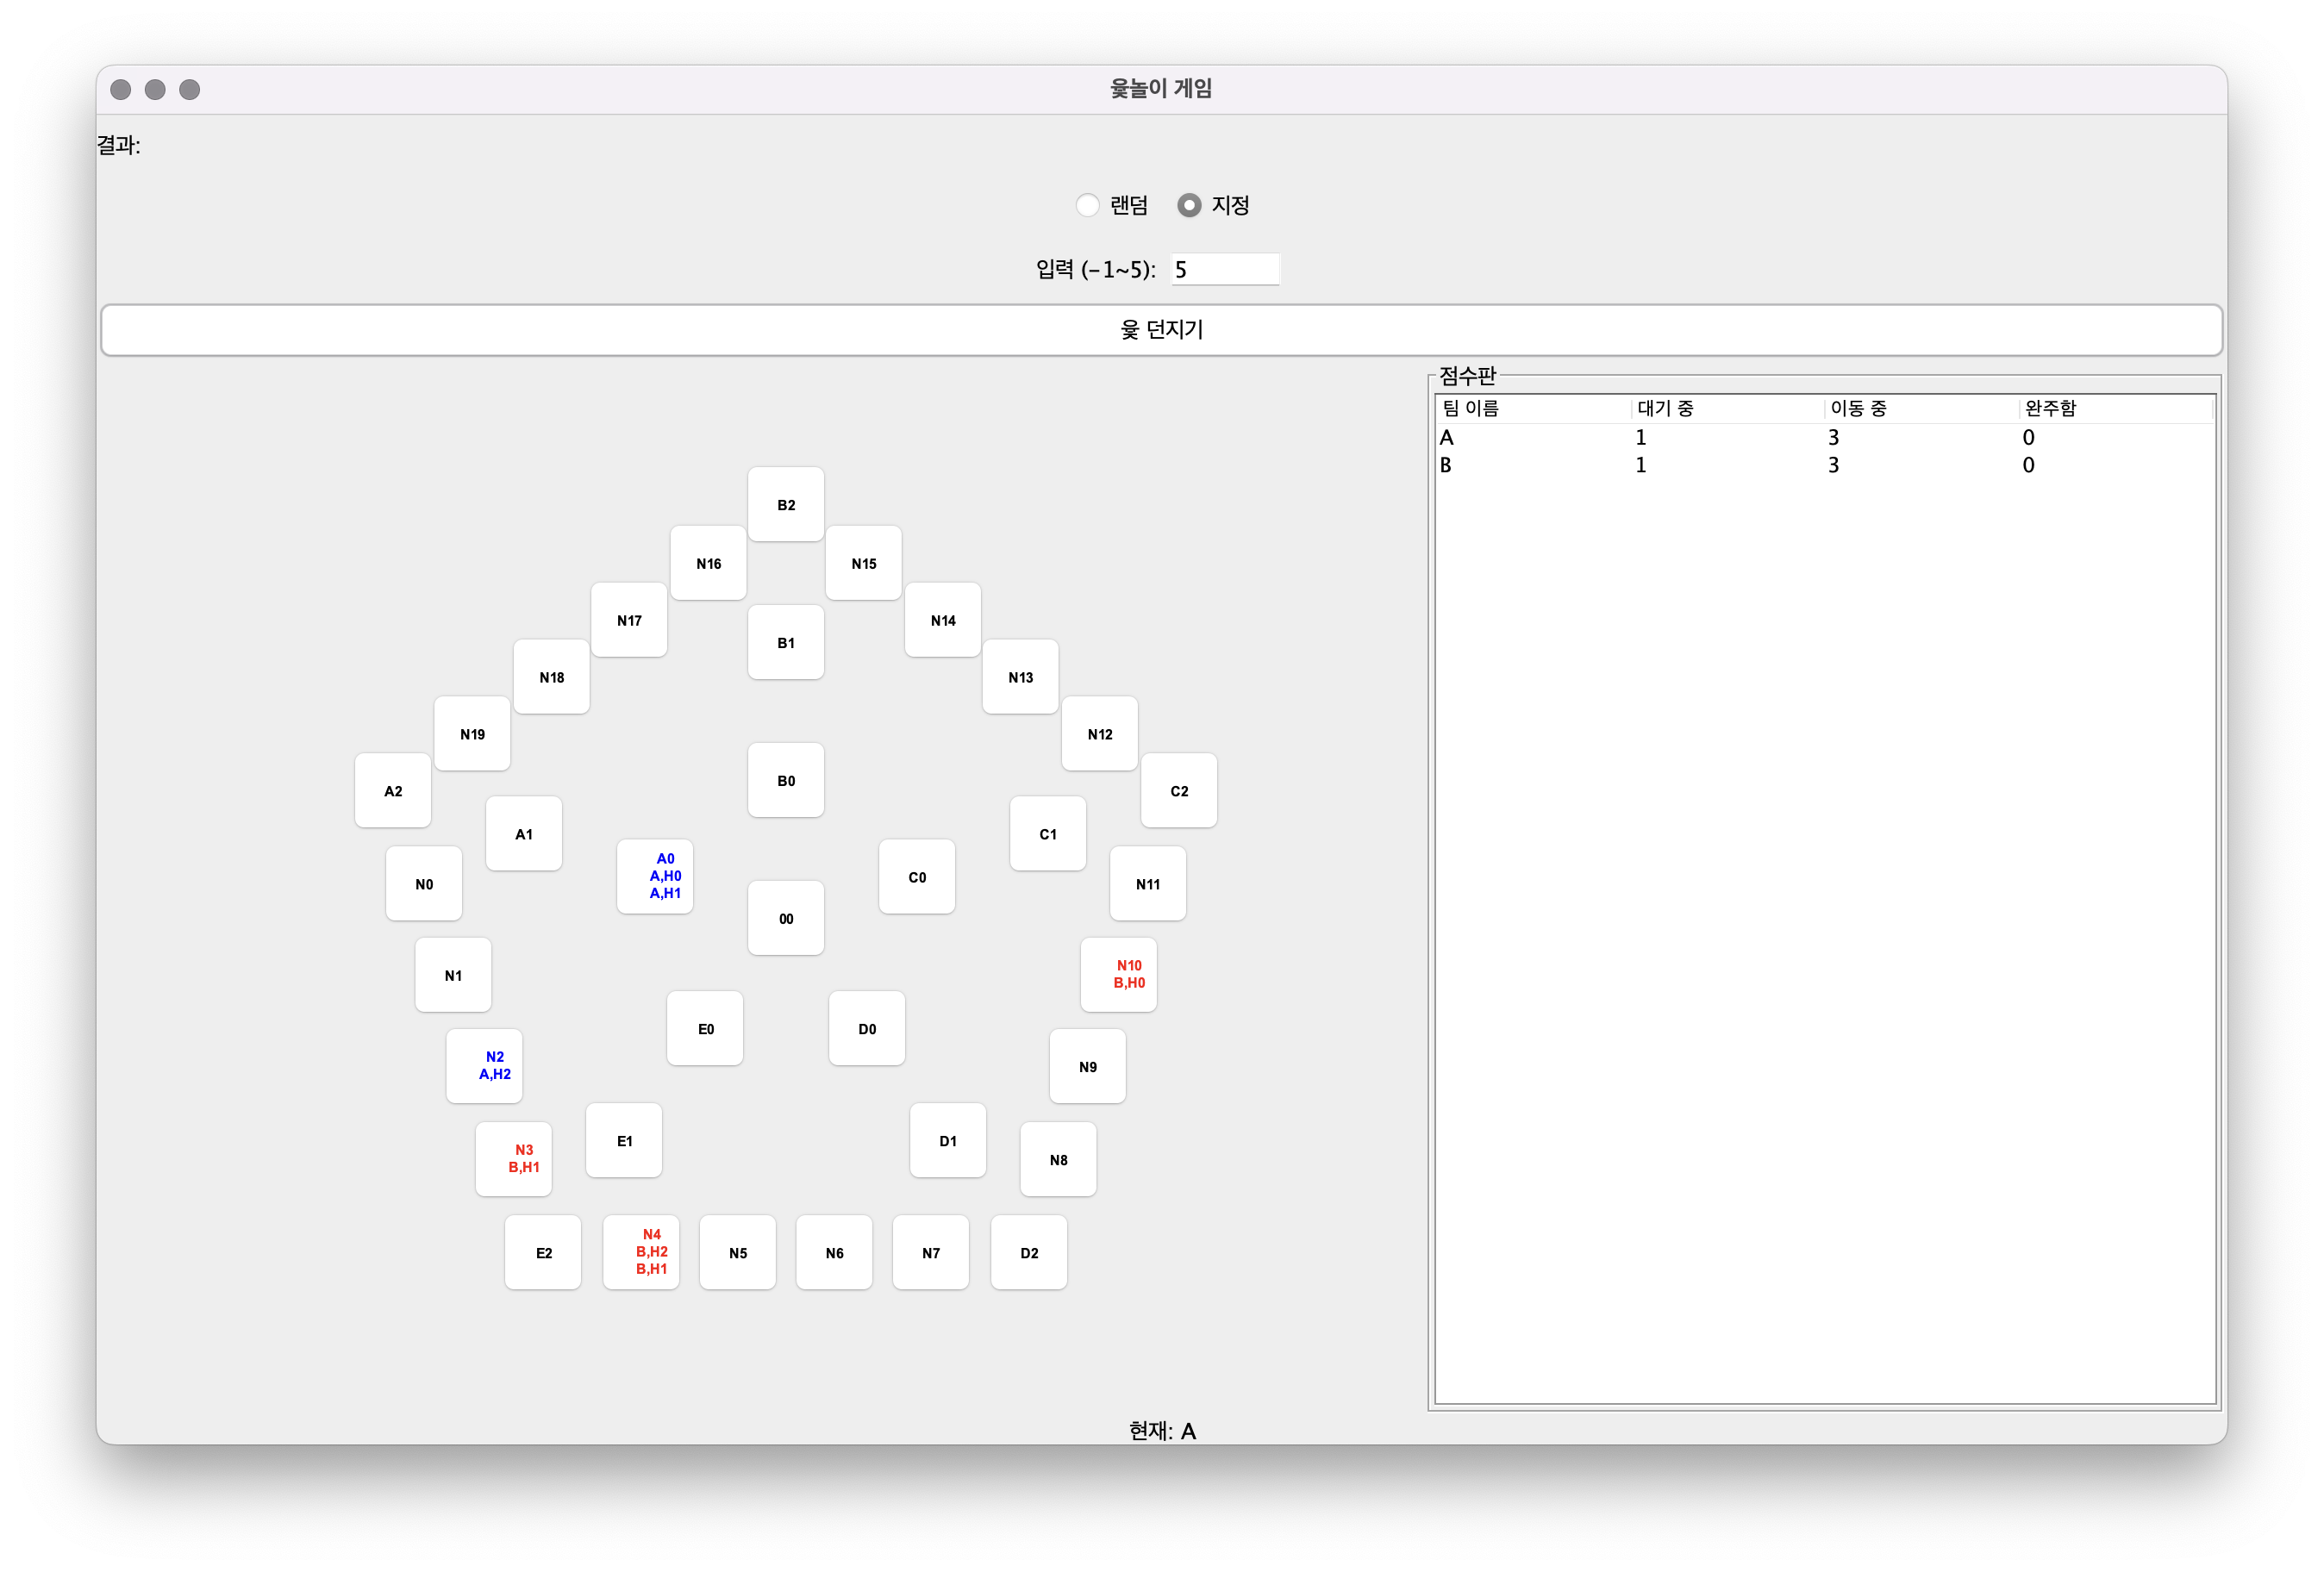 윷놀이 게임
결과:
랜덤 지정
입력 (-1~5): 5
윷 던지기
점수판
팀 이름 대기 중 이동 중 완주함
A 1 3 0
B 1 3 0
B2
N16 N15
N17 B1 N14
N18 N13
N19 N12
B0
A2 C2
A1 C1
A0
A,H0
A,H1
C0
N0 N11
00
N10
B,H0
N1
E0 D0
N2
A,H2
N9
E1 D1
N3
B,H1
N8
E2
N4
B,H2
B,H1
N5 N6 N7 D2
현재: A